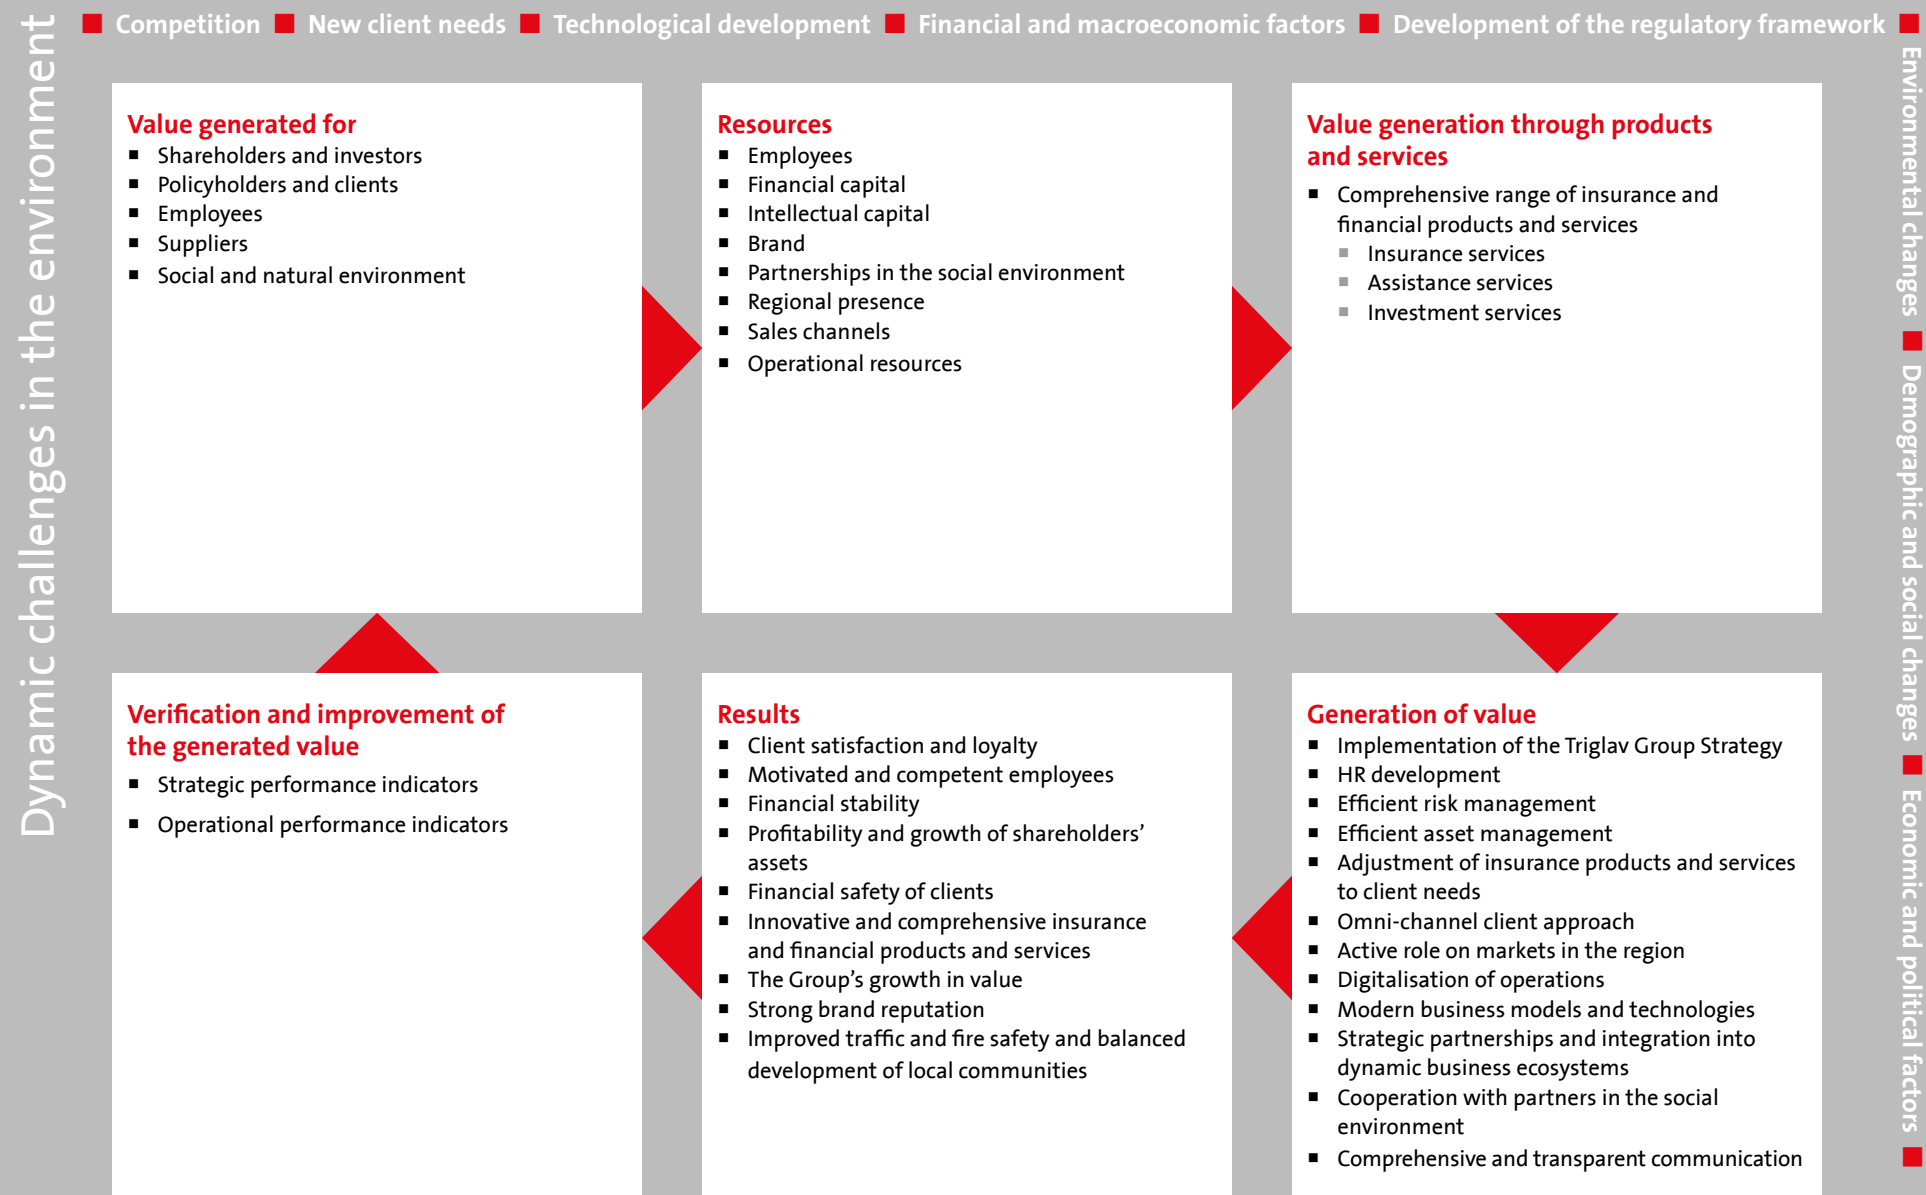 Dynamic challenges in the environment
■ Competition ■ New client needs ■ Technological development ■ Financial and macroeconomic factors ■ Development of the regulatory framework ■
Environmental changes ■ Demographic and social changes ■ Economic and political factors ■
Value generated for
▪ Shareholders and investors
▪ Policyholders and clients
▪ Employees
▪ Suppliers
▪ Social and natural environment
Resources
▪ Employees
▪ Financial capital
▪ Intellectual capital
▪ Brand
▪ Partnerships in the social environment
▪ Regional presence
▪ Sales channels
▪ Operational resources
Value generation through products
and services
▪ Comprehensive range of insurance and
financial products and services
▪ Insurance services
▪ Assistance services
▪ Investment services
Verification and improvement of
the generated value
▪ Strategic performance indicators
▪ Operational performance indicators
Results
▪ Client satisfaction and loyalty
▪ Motivated and competent employees
▪ Financial stability
▪ Profitability and growth of shareholders’
assets
▪ Financial safety of clients
▪ Innovative and comprehensive insurance
and financial products and services
▪ The Group’s growth in value
▪ Strong brand reputation
▪ Improved traffic and fire safety and balanced
development of local communities
Generation of value
▪ Implementation of the Triglav Group Strategy
▪ HR development
▪ Efficient risk management
▪ Efficient asset management
▪ Adjustment of insurance products and services
to client needs
▪ Omni-channel client approach
▪ Active role on markets in the region
▪ Digitalisation of operations
▪ Modern business models and technologies
▪ Strategic partnerships and integration into
dynamic business ecosystems
▪ Cooperation with partners in the social
environment
▪ Comprehensive and transparent communication